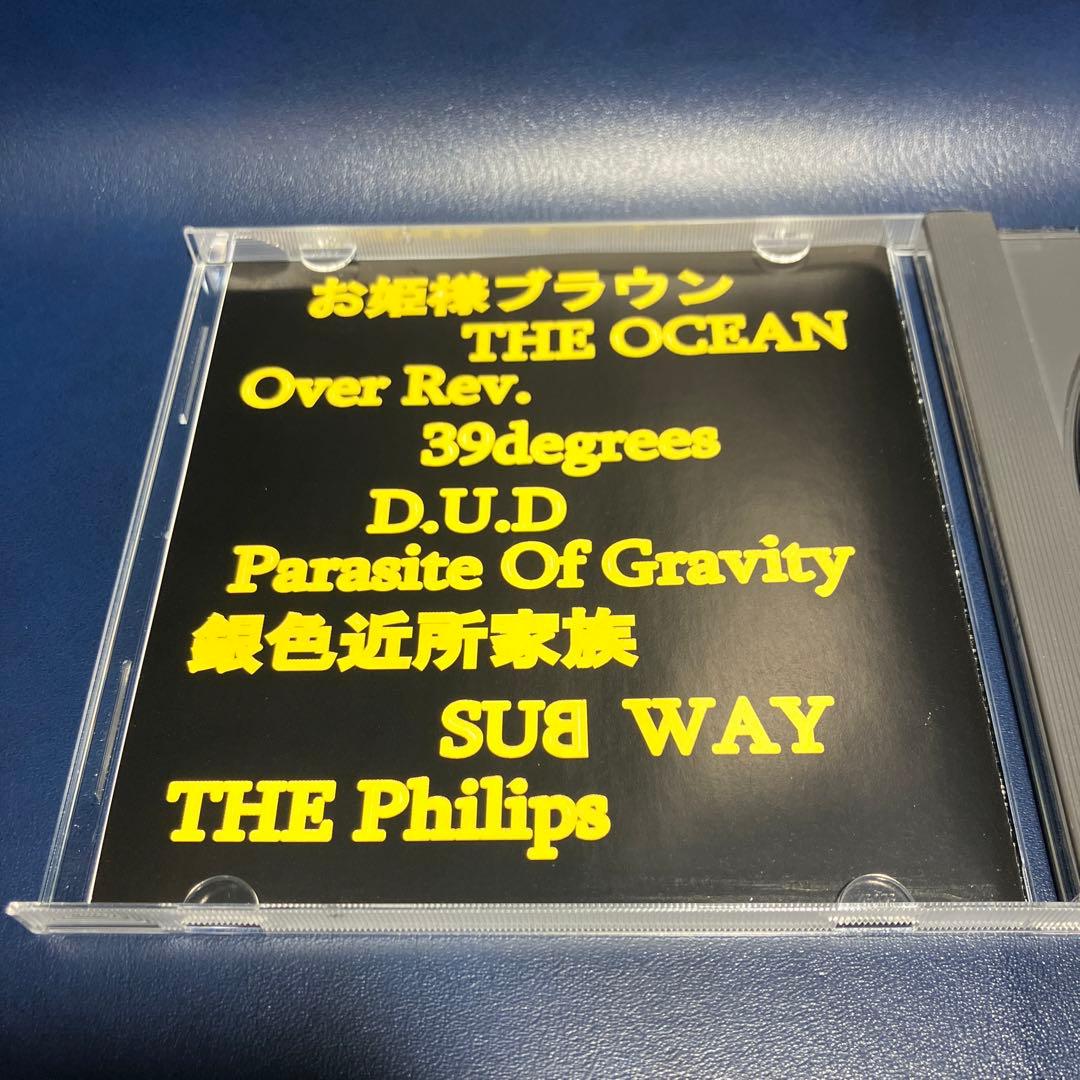 お姫様ブラウン
THE OCEAN
Over Rev.
39degrees
D.U.D
Parasite Of Gravity
銀色近所家族
SUB WAY
THE Philips